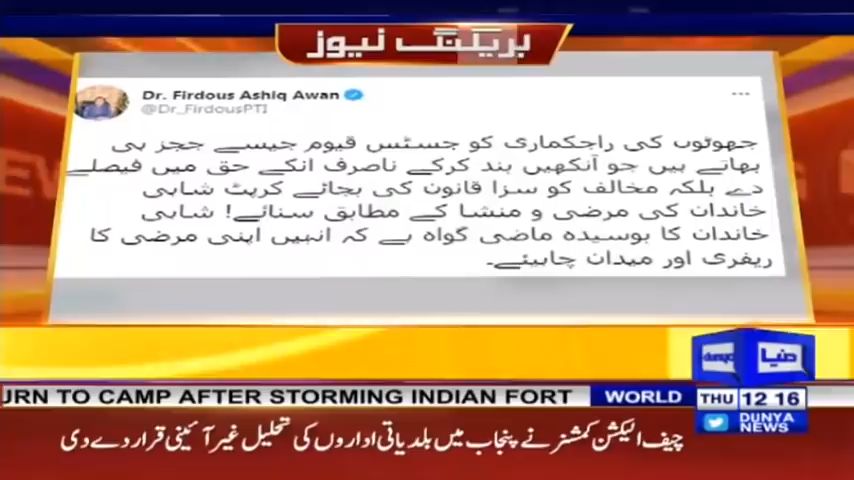 بریکنگ نیوز
Dr. Firdous Ashiq Awan
@Dr_FirdousPTI
جھوٹوں کی راجکماری کو جسٹس قیوم جیسے ججز ہی
بھاتے ہیں جو آنکھیں بند کرکے ناصرف انکے حق میں فیصلے
دے بلکہ مخالف کو سزا قانون کی بجائے کرپٹ شاہی
خاندان کی مرضی و منشا کے مطابق سنائے! شاہی
خاندان کا بوسیدہ ماضی گواہ ہے کہ انہیں اپنی مرضی کا
ریفری اور میدان چاہیئے۔
dunya دنیا
URN TO CAMP AFTER STORMING INDIAN FORT WORLD THU 12 16
DUNYA NEWS
چیف الیکشن کمشنر نے پنجاب میں بلدیاتی اداروں کی تحلیل غیر آئینی قرار دے دی